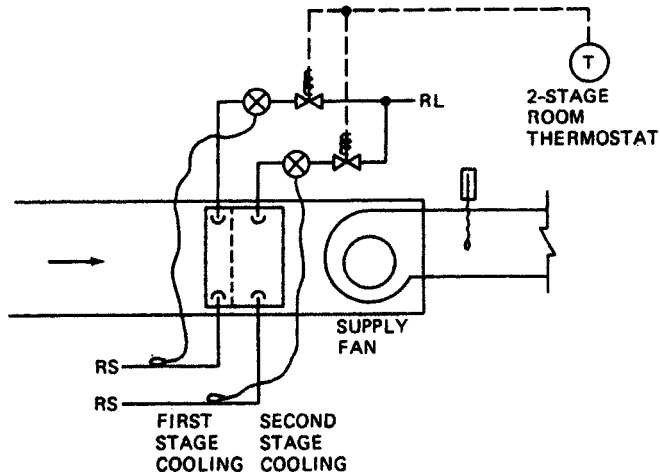 T
2-STAGE
ROOM
THERMOSTAT
RL
SUPPLY
FAN
RS
RS
FIRST
STAGE
COOLING
SECOND
STAGE
COOLING